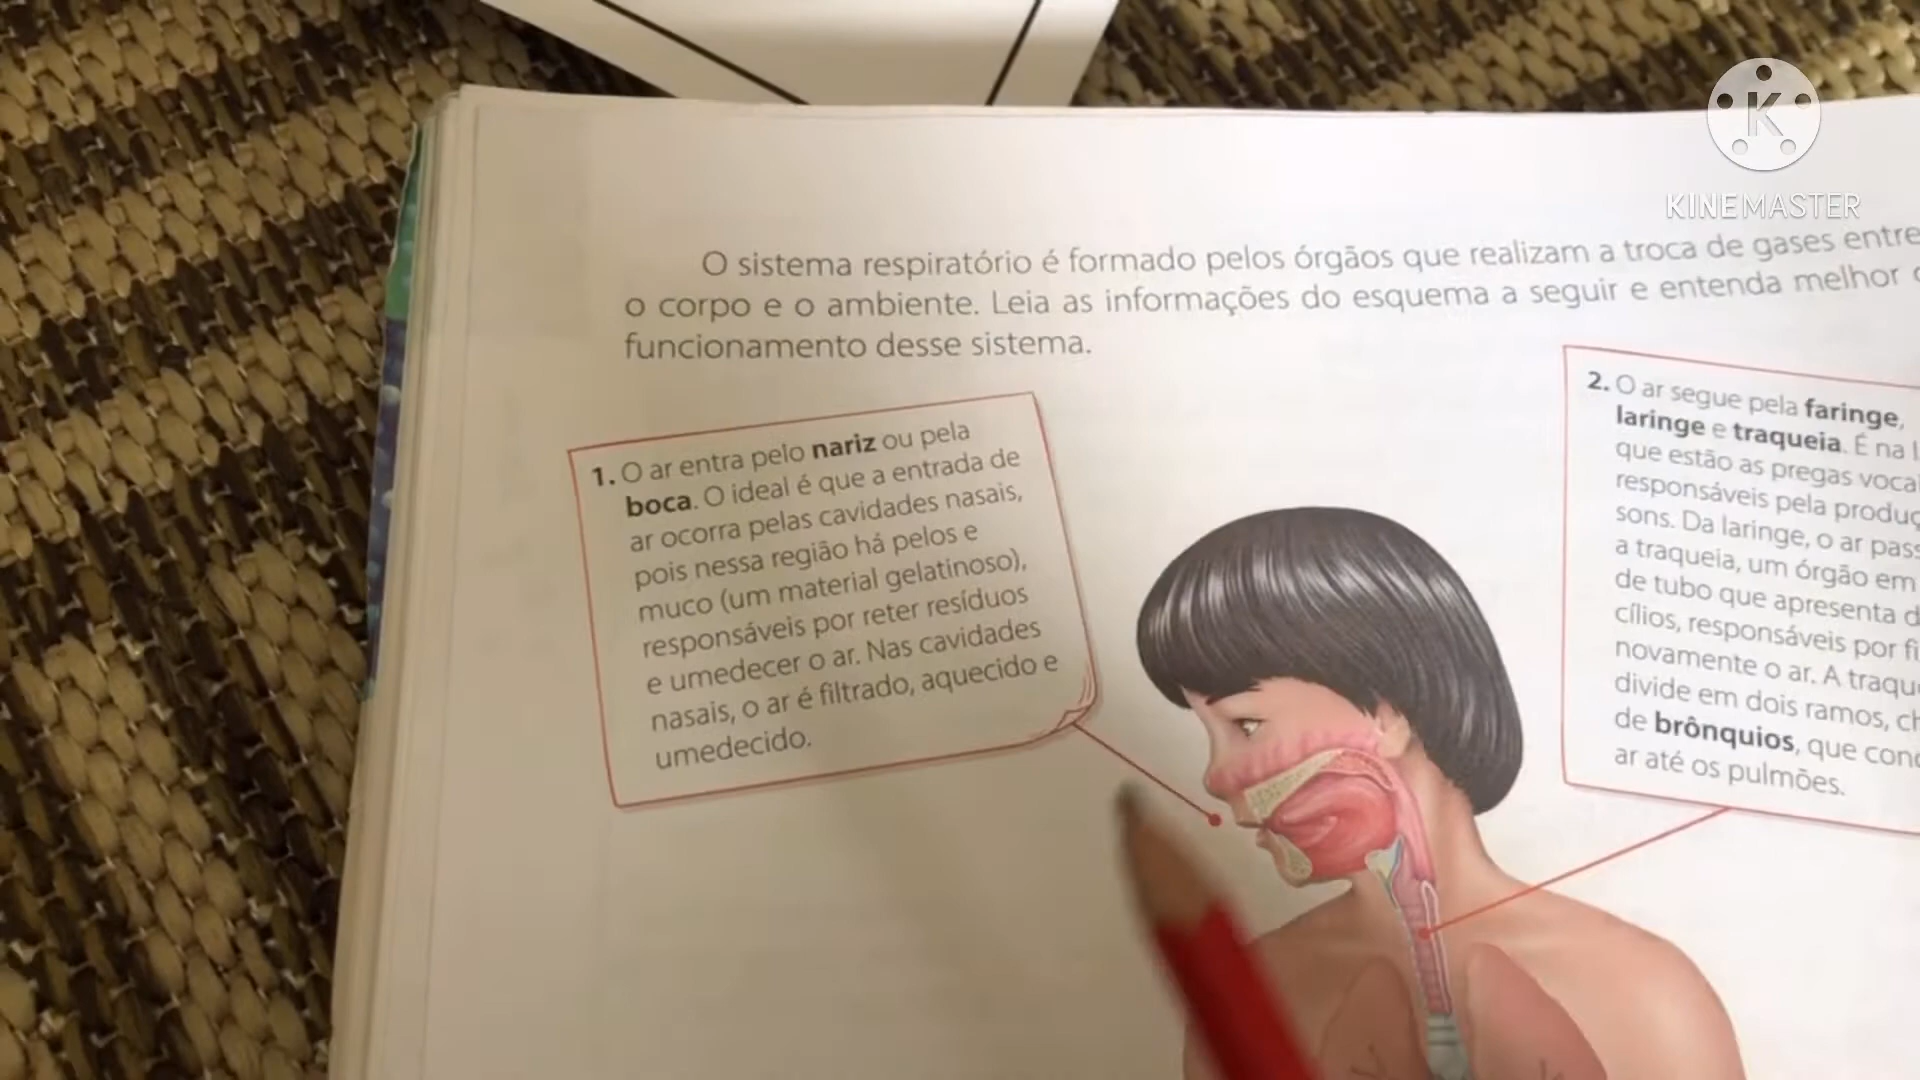 K
KINEMASTER
O sistema respiratório é formado pelos órgãos que realizam a troca de gases entre
o corpo e o ambiente. Leia as informações do esquema a seguir e entenda melhor
funcionamento desse sistema.
1. O ar entra pelo nariz ou pela
boca. O ideal é que a entrada de
ar ocorra pelas cavidades nasais,
pois nessa região há pelos e
muco (um material gelatinoso),
responsáveis por reter resíduos
e umedecer o ar. Nas cavidades
nasais, o ar é filtrado, aquecido e
umedecido.
2. O ar segue pela faringe,
laringe e traqueia. É na
que estão as pregas
responsáveis pela
sons. Da laringe, o ar
a traqueia, um órgão em
de tubo que apresenta
cílios, responsáveis por
novamente o ar. A
divide em dois ramos,
de brônquios, que
ar até os pulmões.